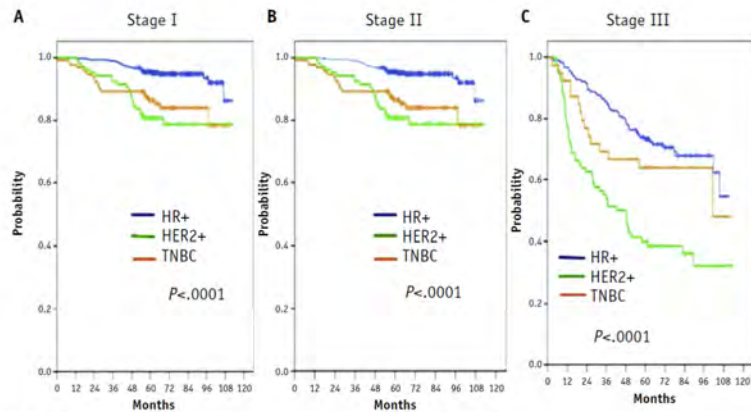 A Stage I
1.0
0.8
0.6
0.4
0.2
0.0
Probability
HR+
HER2+
TNBC
P<.0001
0 12 24 36 48 60 72 84 96 108 120
Months
B Stage II
1.0
0.8
0.6
0.4
0.2
0.0
Probability
HR+
HER2+
TNBC
P<.0001
0 12 24 36 48 60 72 84 96 108 120
Months
C Stage III
1.0
0.8
0.6
0.4
0.2
0.0
Probability
HR+
HER2+
TNBC
P<.0001
0 12 24 36 48 60 72 84 96 108 120
Months